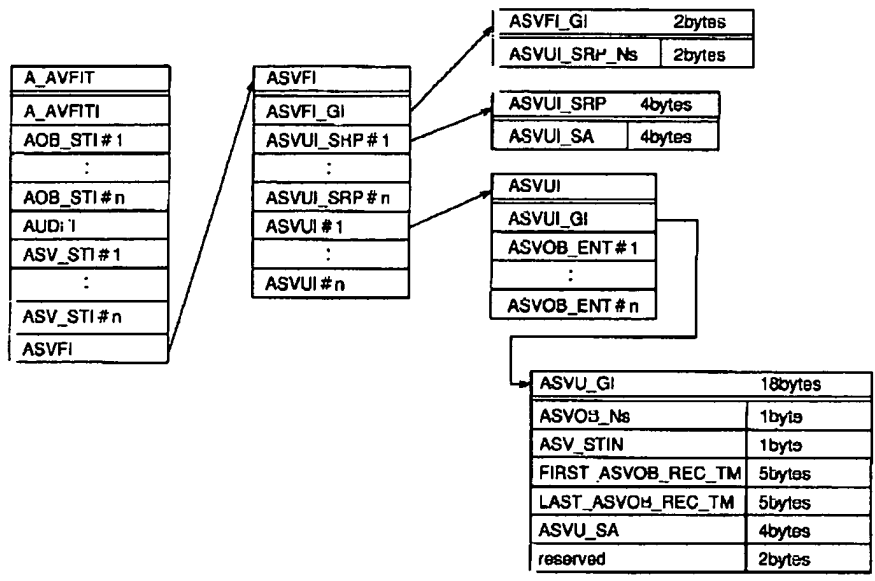 A_AVFIT
A_AVFITI
AOB_STI#1
:
AOB_STI#n
AUDITI
ASV_STI#1
:
ASV_STI#n
ASVFI
ASVFI
ASVFI_GI
ASVUI_SRP#1
:
ASVUI_SRP#n
ASVUI#1
:
ASVUI#n
ASVFI_GI 2bytes
ASVUI_SRP_Ns 2bytes
ASVUI_SRP 4bytes
ASVUI_SA 4bytes
ASVUI
ASVUI_GI
ASVOB_ENT#1
:
ASVOB_ENT#n
ASVU_GI 18bytes
ASVOB_Ns 1byte
ASV_STIN 1byte
FIRST_ASVOB_REC_TM 5bytes
LAST_ASVOB_REC_TM 5bytes
ASVU_SA 4bytes
reserved 2bytes